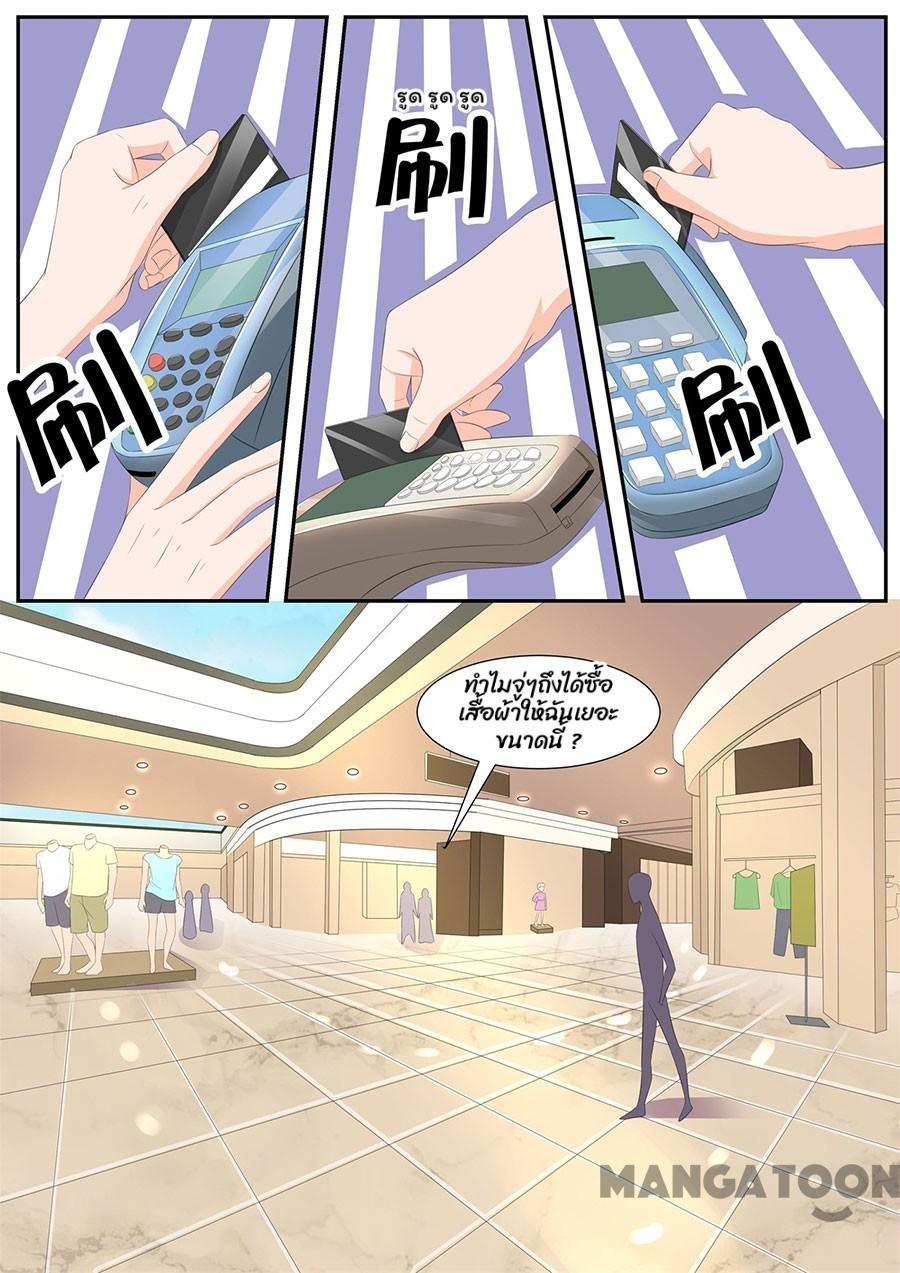 รูด รูด รูด
刷
刷
刷
ทำไมจู่ๆถึงได้ซื้อ
เสื้อผ้าให้ฉันเยอะ
ขนาดนี้ ?
MANGATOON